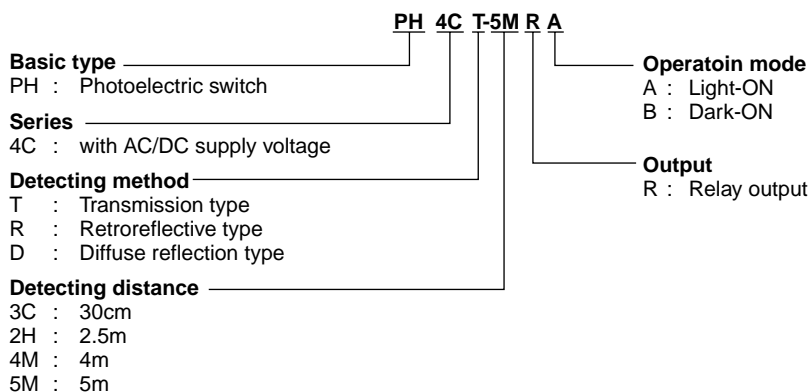 PH 4C T-5M R A
Basic type
PH : Photoelectric switch
Series
4C : with AC/DC supply voltage
Detecting method
T : Transmission type
R : Retroreflective type
D : Diffuse reflection type
Detecting distance
3C : 30cm
2H : 2.5m
4M : 4m
5M : 5m
Operatoin mode
A : Light-ON
B : Dark-ON
Output
R : Relay output